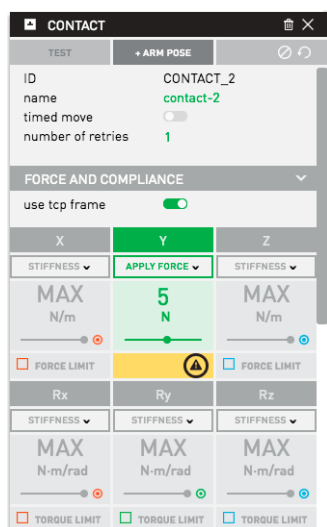 CONTACT
TEST + ARM POSE
ID CONTACT_2
name contact-2
timed move
number of retries 1
FORCE AND COMPLIANCE
use tcp frame
X Y Z
STIFFNESS APPLY FORCE STIFFNESS
MAX 5 MAX
N/m N N/m
FORCE LIMIT FORCE LIMIT
Rx Ry Rz
STIFFNESS STIFFNESS STIFFNESS
MAX MAX MAX
N·m/rad N·m/rad N·m/rad
TORQUE LIMIT TORQUE LIMIT TORQUE LIMIT